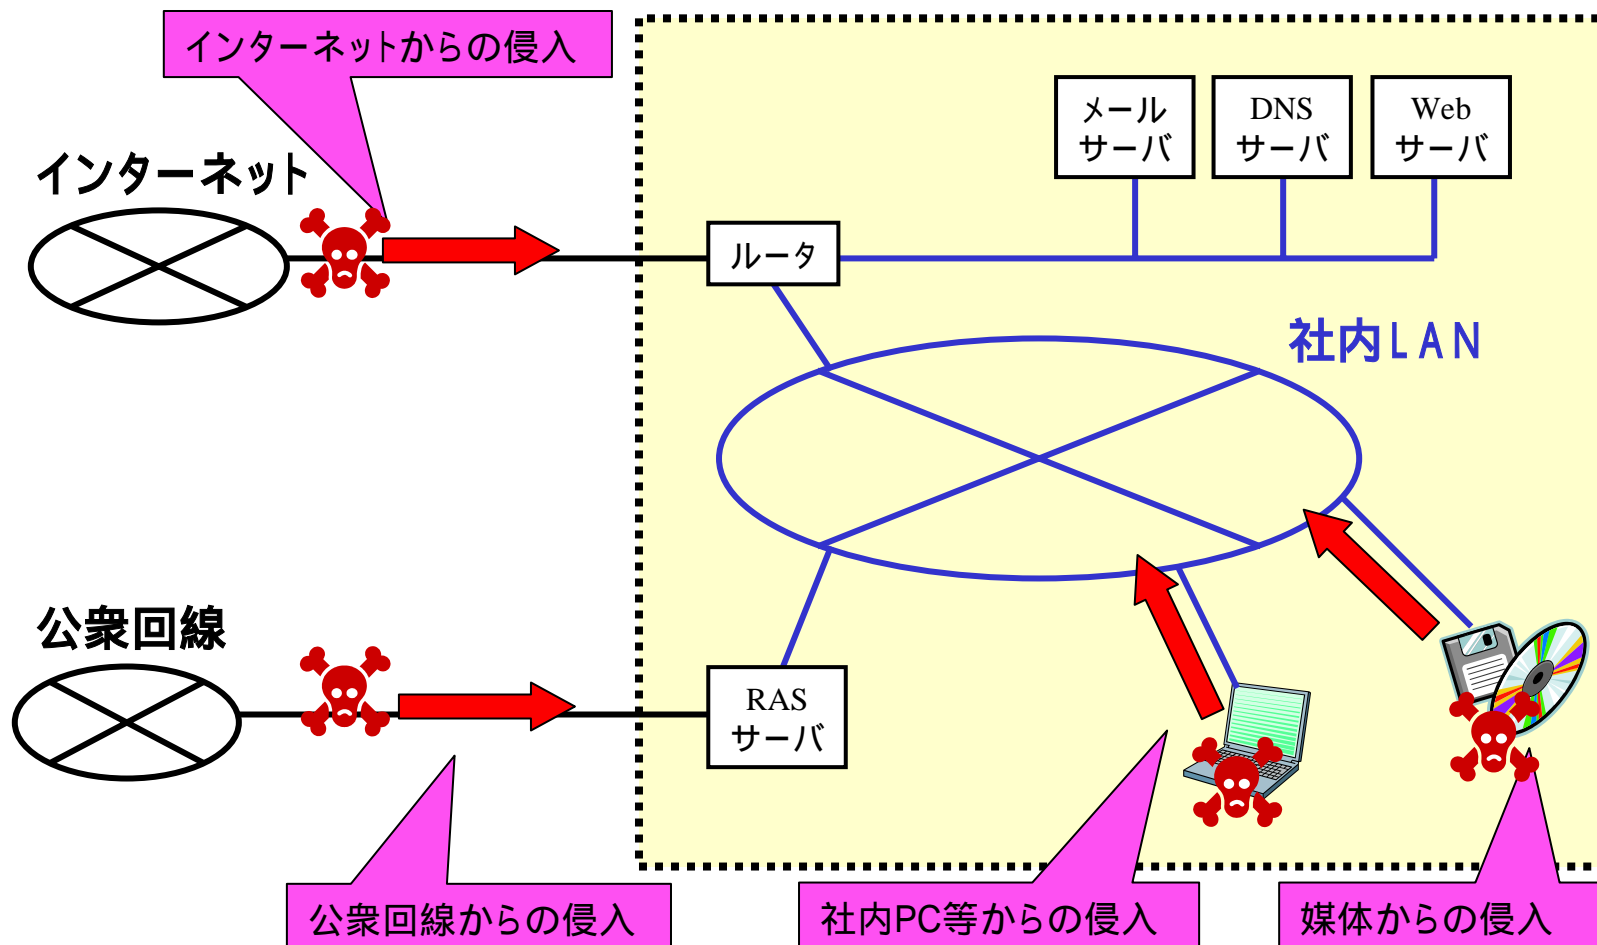 インターネットからの侵入
メール
サーバ
DNS
サーバ
Web
サーバ
インターネット
ルータ
社内LAN
公衆回線
RAS
サーバ
公衆回線からの侵入
社内PC等からの侵入
媒体からの侵入